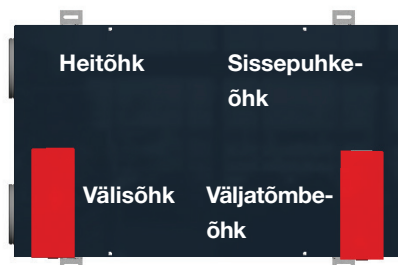 Heitõhk
Sissepuhke-
õhk
Välisõhk
Väljatõmbe-
õhk